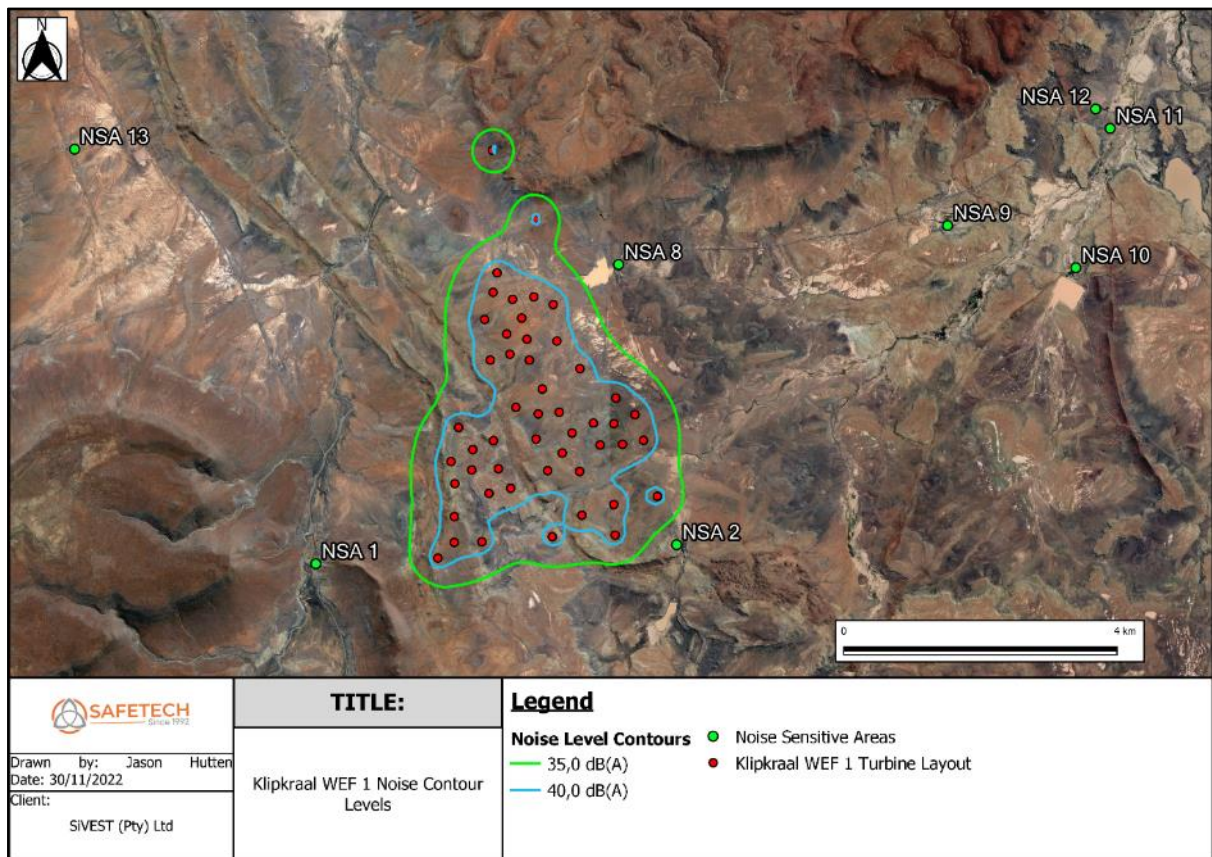 N
NSA 13
NSA 12
NSA 11
NSA 9
NSA 8
NSA 10
NSA 2
NSA 1
0 4 km
SAFETECH
Since 1992
Drawn by: Jason Hutten
Date: 30/11/2022
Client:
SiVEST (Pty) Ltd
TITLE:
Klipkraal WEF 1 Noise Contour
Levels
Legend
Noise Level Contours
35,0 dB(A)
40,0 dB(A)
Noise Sensitive Areas
Klipkraal WEF 1 Turbine Layout